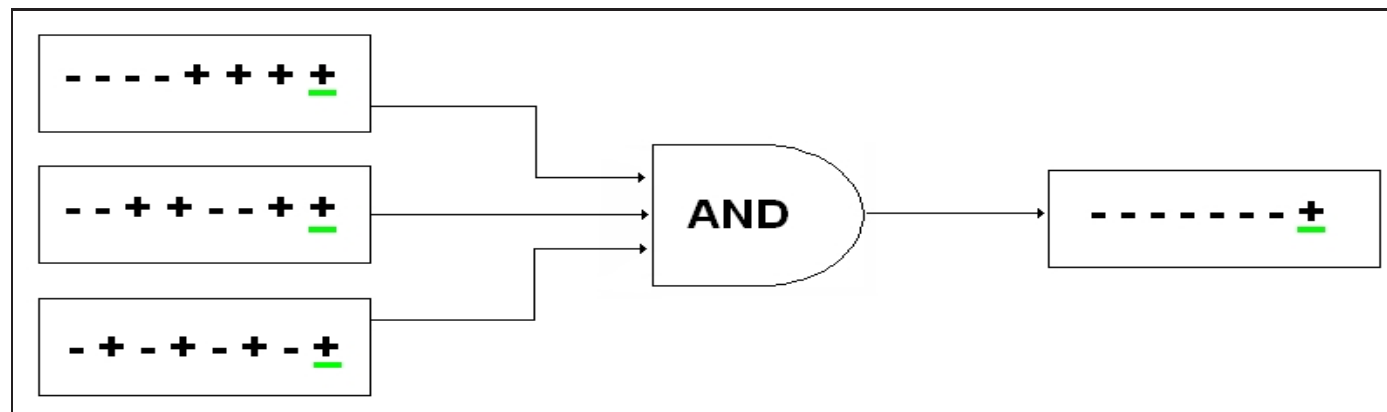 - - - - + + + +
- - + + - - + +
- + - + - + - +
AND
- - - - - - - +